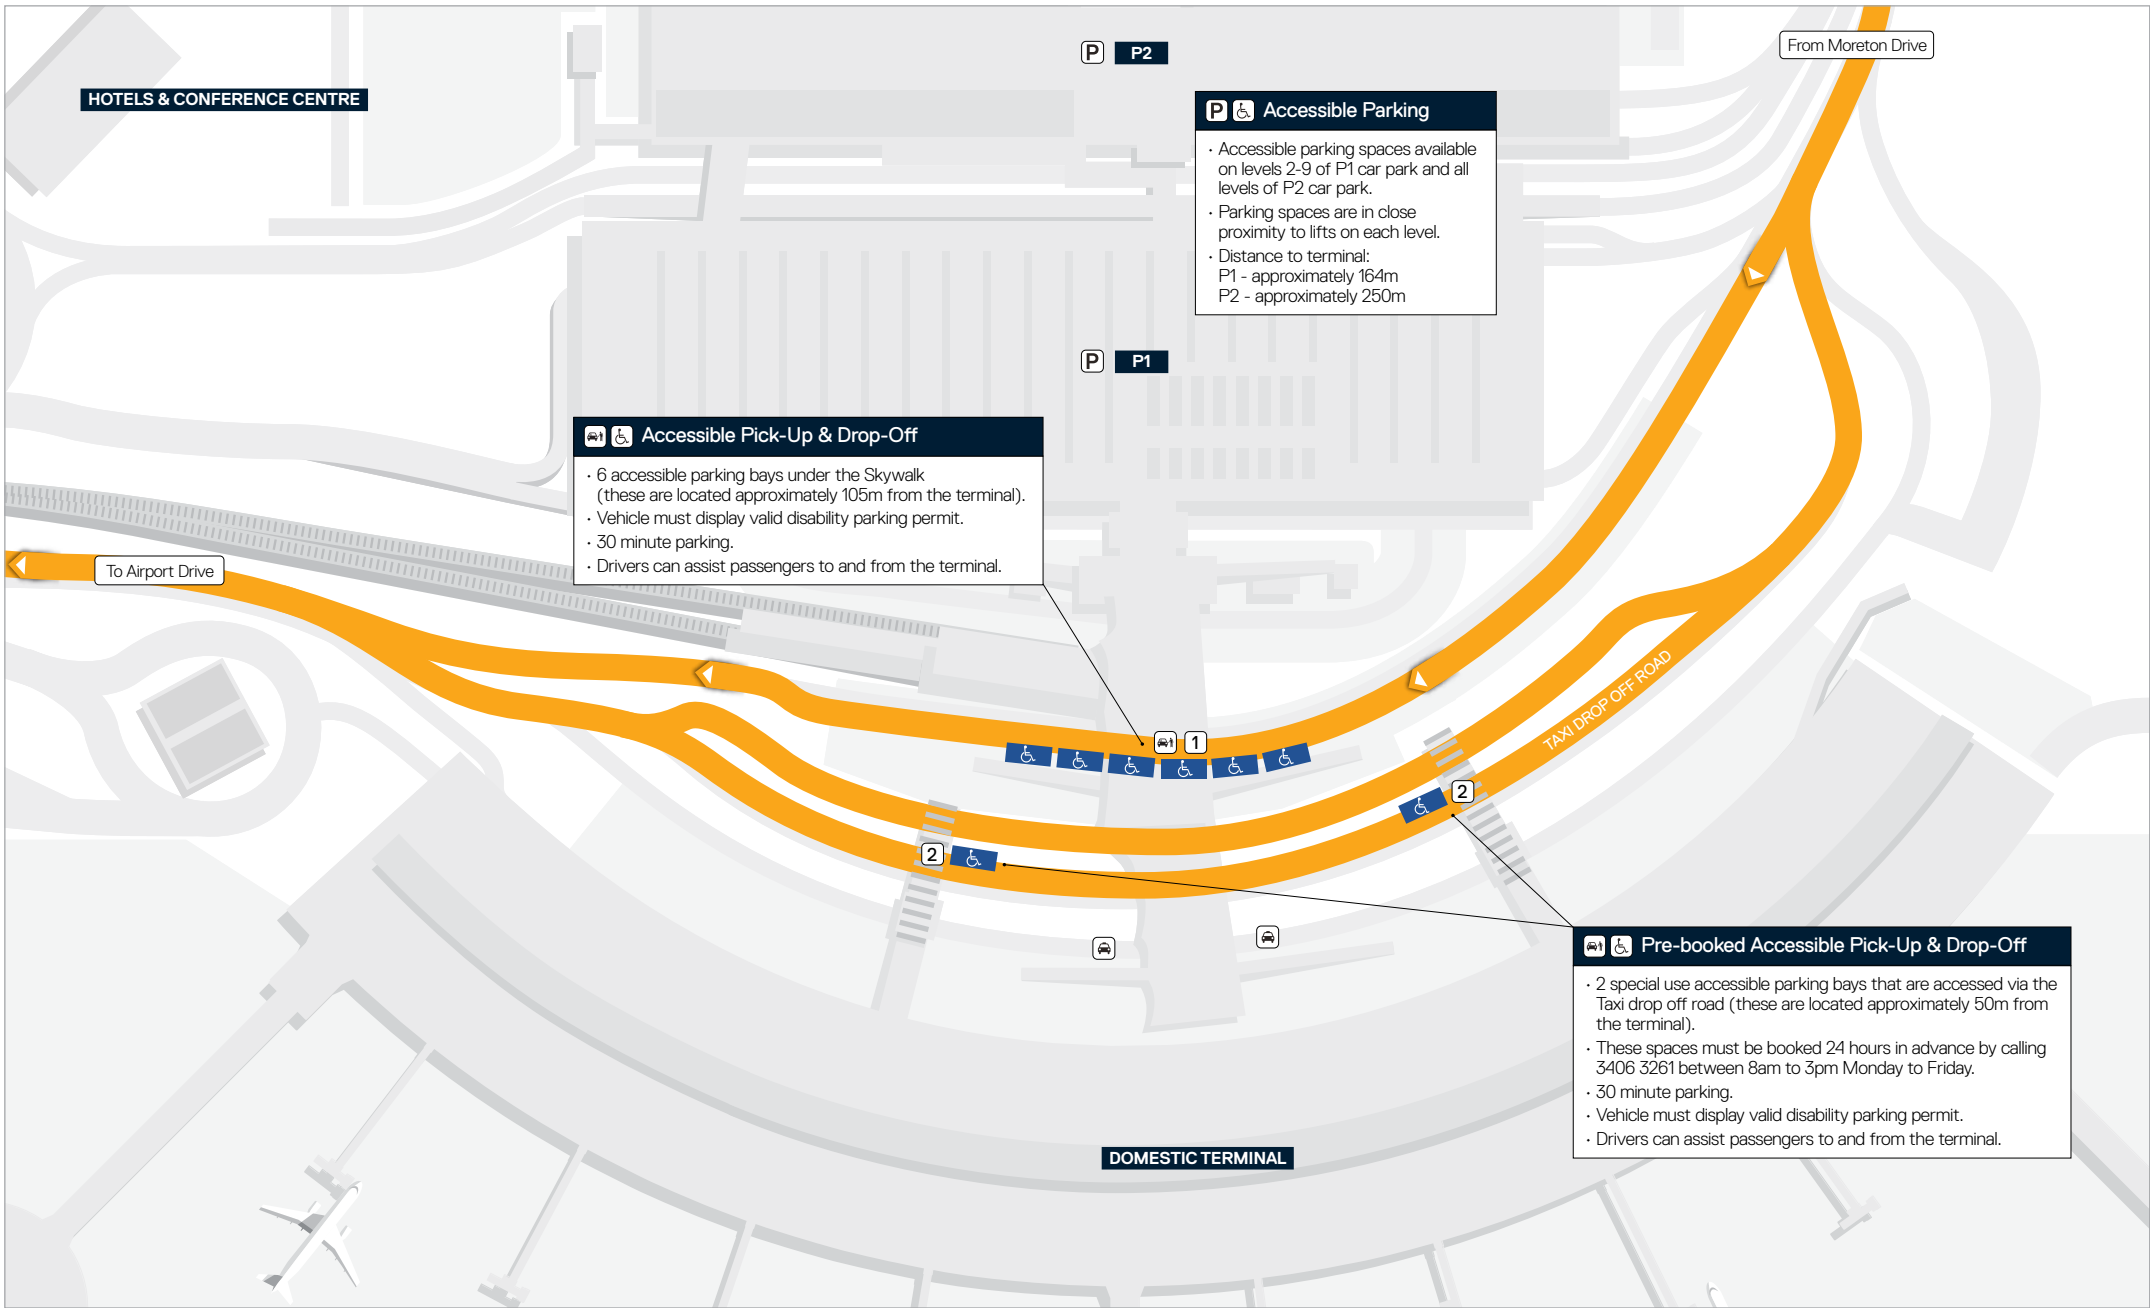 P P2
From Moreton Drive
HOTELS & CONFERENCE CENTRE
P Accessible Parking
· Accessible parking spaces available
on levels 2-9 of P1 car park and all
levels of P2 car park.
· Parking spaces are in close
proximity to lifts on each level.
· Distance to terminal:
P1 - approximately 164m
P2 - approximately 250m
P P1
Accessible Pick-Up & Drop-Off
· 6 accessible parking bays under the Skywalk
(these are located approximately 105m from the terminal).
· Vehicle must display valid disability parking permit.
· 30 minute parking.
· Drivers can assist passengers to and from the terminal.
To Airport Drive
TAXI DROP OFF ROAD
1
2
2
Pre-booked Accessible Pick-Up & Drop-Off
· 2 special use accessible parking bays that are accessed via the
Taxi drop off road (these are located approximately 50m from
the terminal).
· These spaces must be booked 24 hours in advance by calling
3406 3261 between 8am to 3pm Monday to Friday.
· 30 minute parking.
· Vehicle must display valid disability parking permit.
· Drivers can assist passengers to and from the terminal.
DOMESTIC TERMINAL